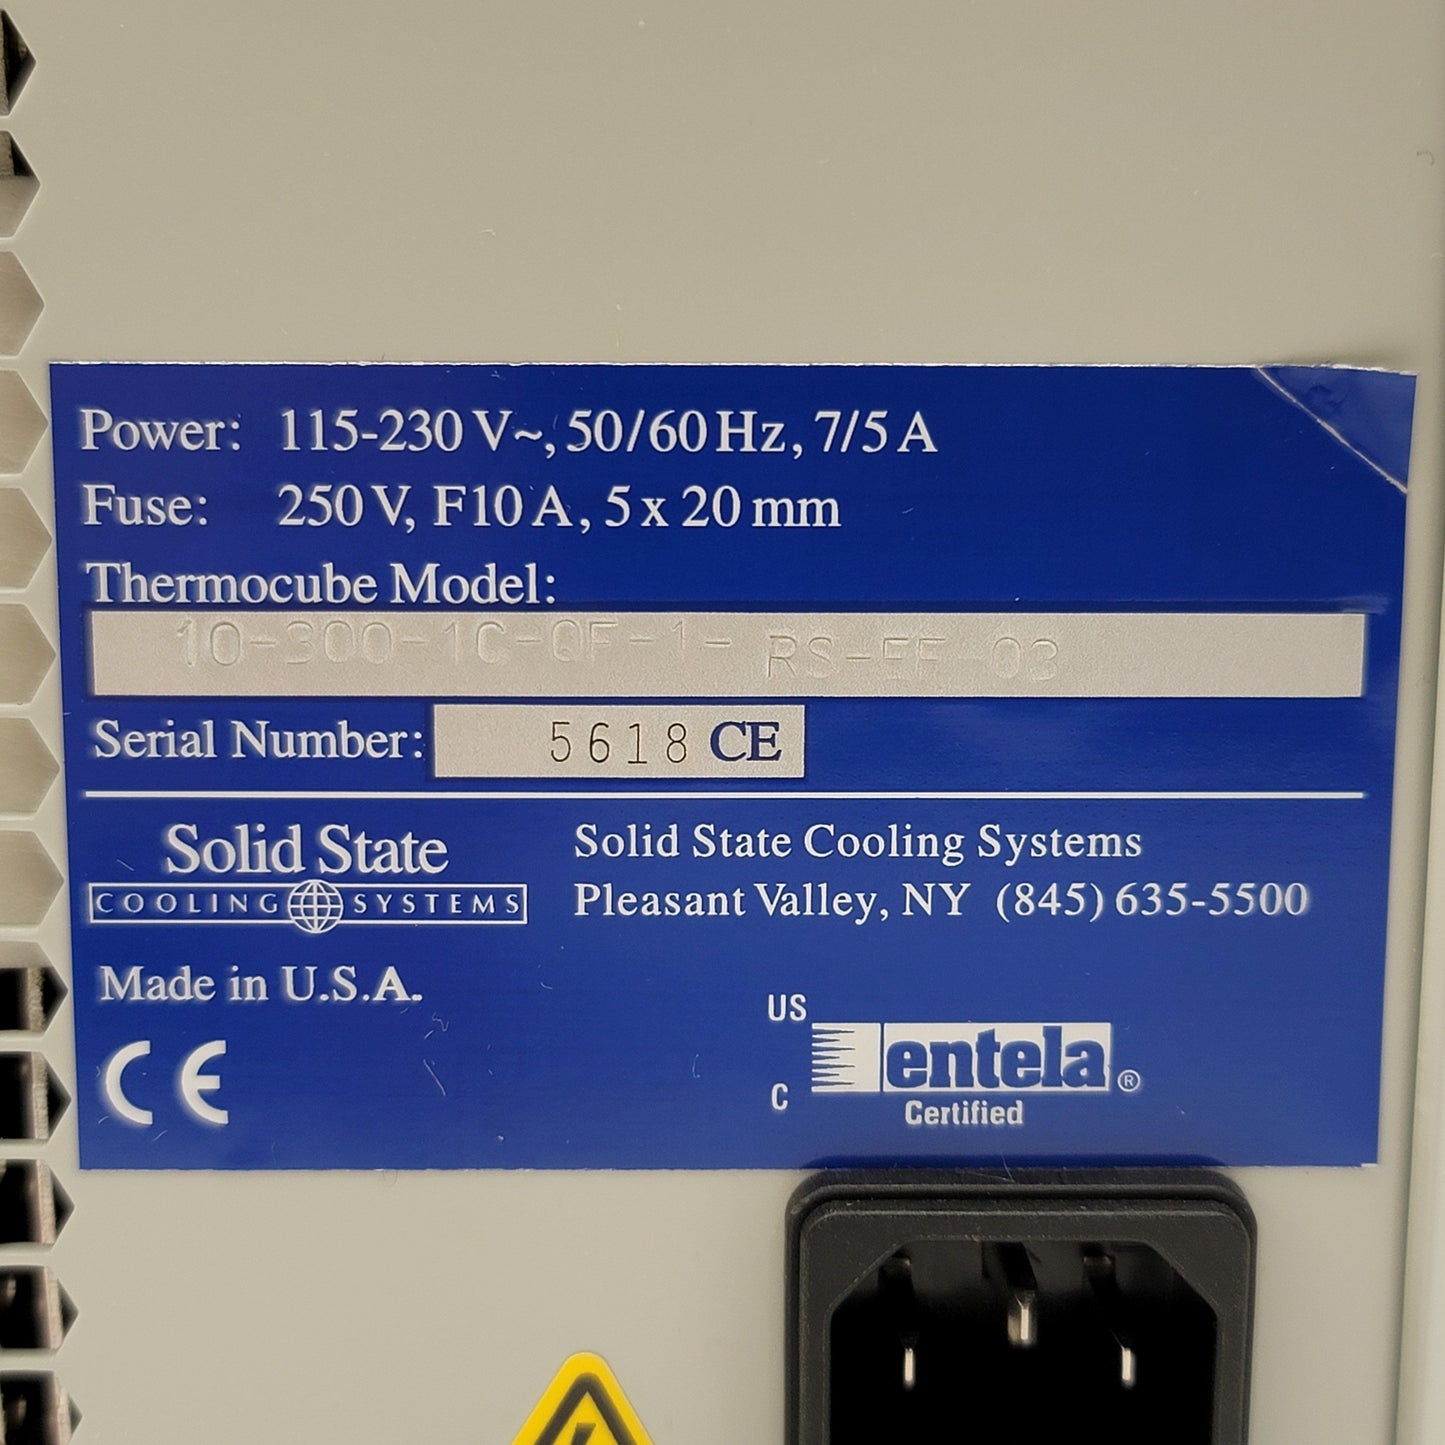 Power: 115-230 V~, 50/60 Hz, 7/5 A
Fuse: 250 V, F10 A, 5 x 20 mm
Thermocube Model:
10-300-1C-QF-1-RS-EF-03
Serial Number: 5618 CE
Solid State
COOLING SYSTEMS
Solid State Cooling Systems
Pleasant Valley, NY (845) 635-5500
Made in U.S.A.
CE
US
C
entela®
Certified